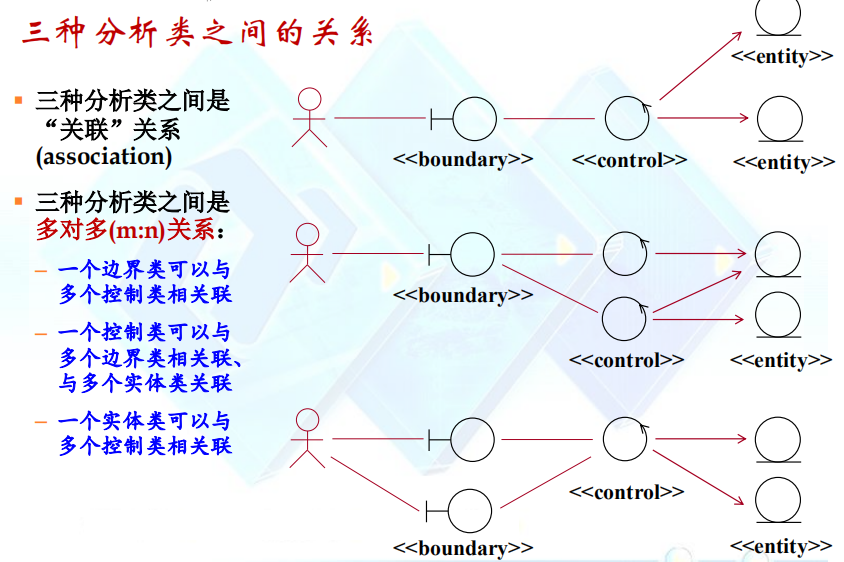 三种分析类之间的关系
三种分析类之间是
“关联”关系
(association)
三种分析类之间是
多对多(m:n)关系：
– 一个边界类可以与
多个控制类相关联
– 一个控制类可以与
多个边界类相关联、
与多个实体类关联
– 一个实体类可以与
多个控制类相关联
<<entity>>
<<boundary>>
<<control>>
<<entity>>
<<boundary>>
<<control>>
<<entity>>
<<control>>
<<boundary>>
<<entity>>